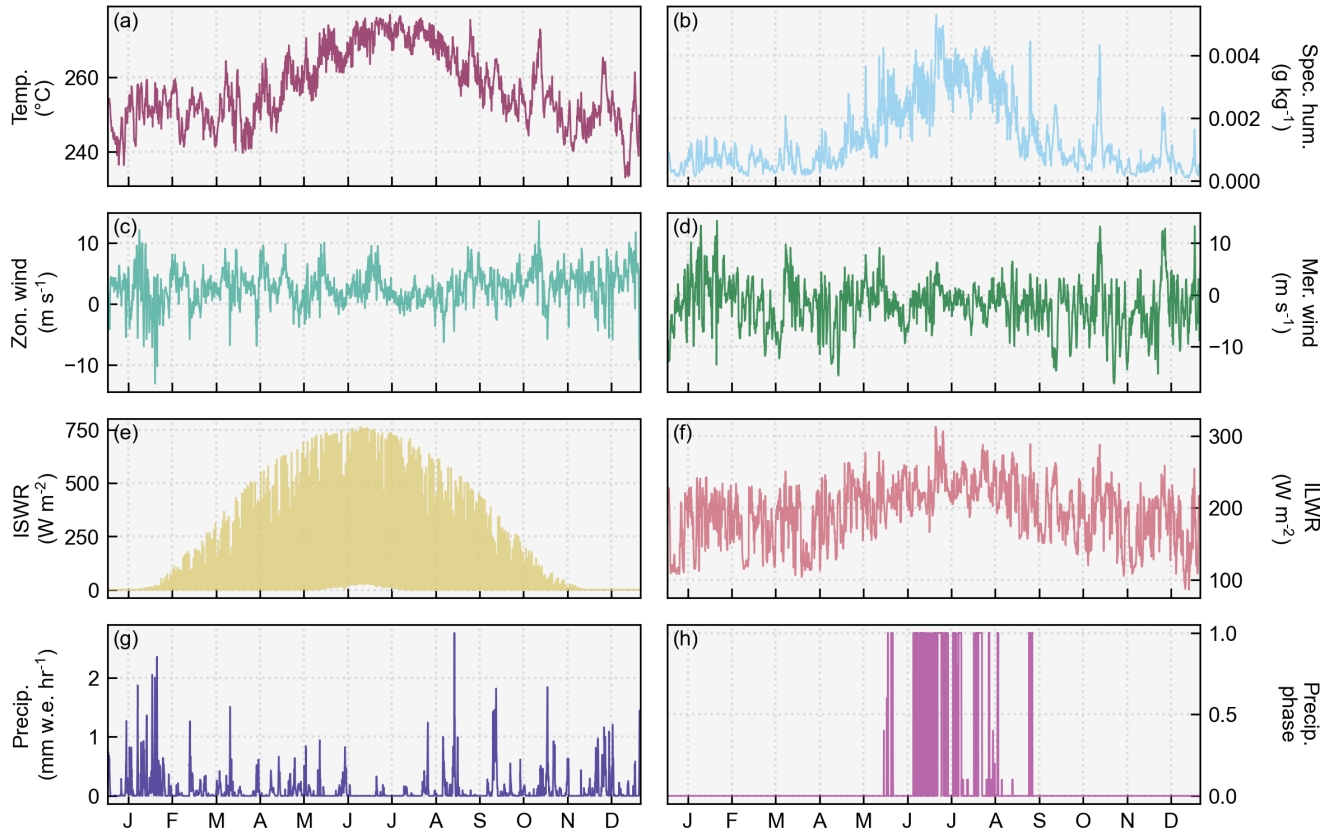 (a)
Temp.
(°C)
260
240
(b)
0.004
0.002
0.000
Spec. hum.
(g kg-1)
(c)
Zon. wind
(m s-1)
10
0
−10
(d)
10
0
−10
Mer. wind
(m s-1)
(e)
ISWR
(W m-2)
750
500
250
0
(f)
300
200
100
ILWR
(W m-2)
(g)
Precip.
(mm w.e. hr-1)
2
1
0
J F M A M J J A S O N D
(h)
1.0
0.5
0.0
Precip.
phase
J F M A M J J A S O N D